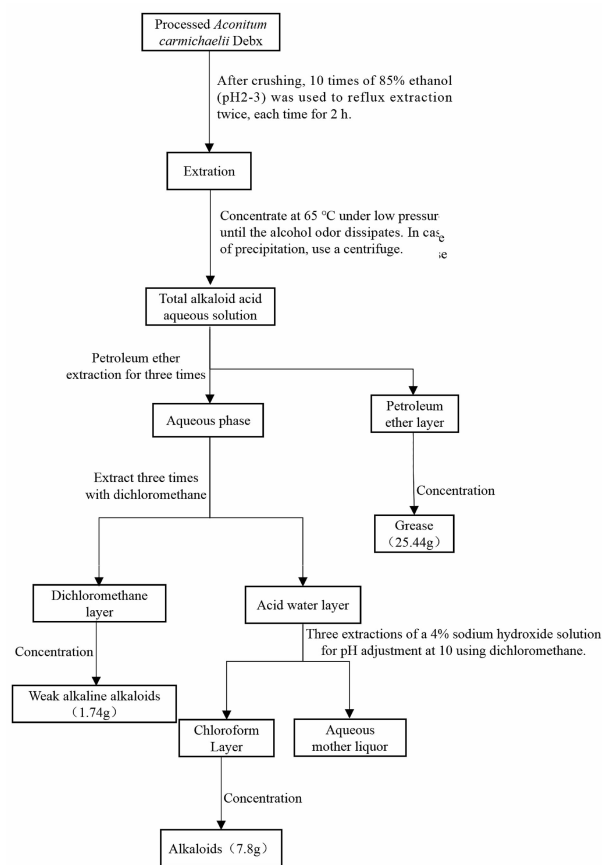 Processed Aconitum
carmichaelii Debx
After crushing, 10 times of 85% ethanol
(pH2-3) was used to reflux extraction
twice, each time for 2 h.
Extration
Concentrate at 65 °C under low pressur
until the alcohol odor dissipates. In cas
e
of precipitation, use a centrifuge.
se
Total alkaloid acid
aqueous solution
Petroleum ether
extraction for three times
Aqueous phase
Petroleum
ether layer
Extract three times
with dichloromethane
Concentration
Grease
（25.44g）
Dichloromethane
layer
Acid water layer
Three extractions of a 4% sodium hydroxide solution
for pH adjustment at 10 using dichloromethane.
Concentration
Weak alkaline alkaloids
（1.74g）
Chloroform
Layer
Aqueous
mother liquor
Concentration
Alkaloids（7.8g）